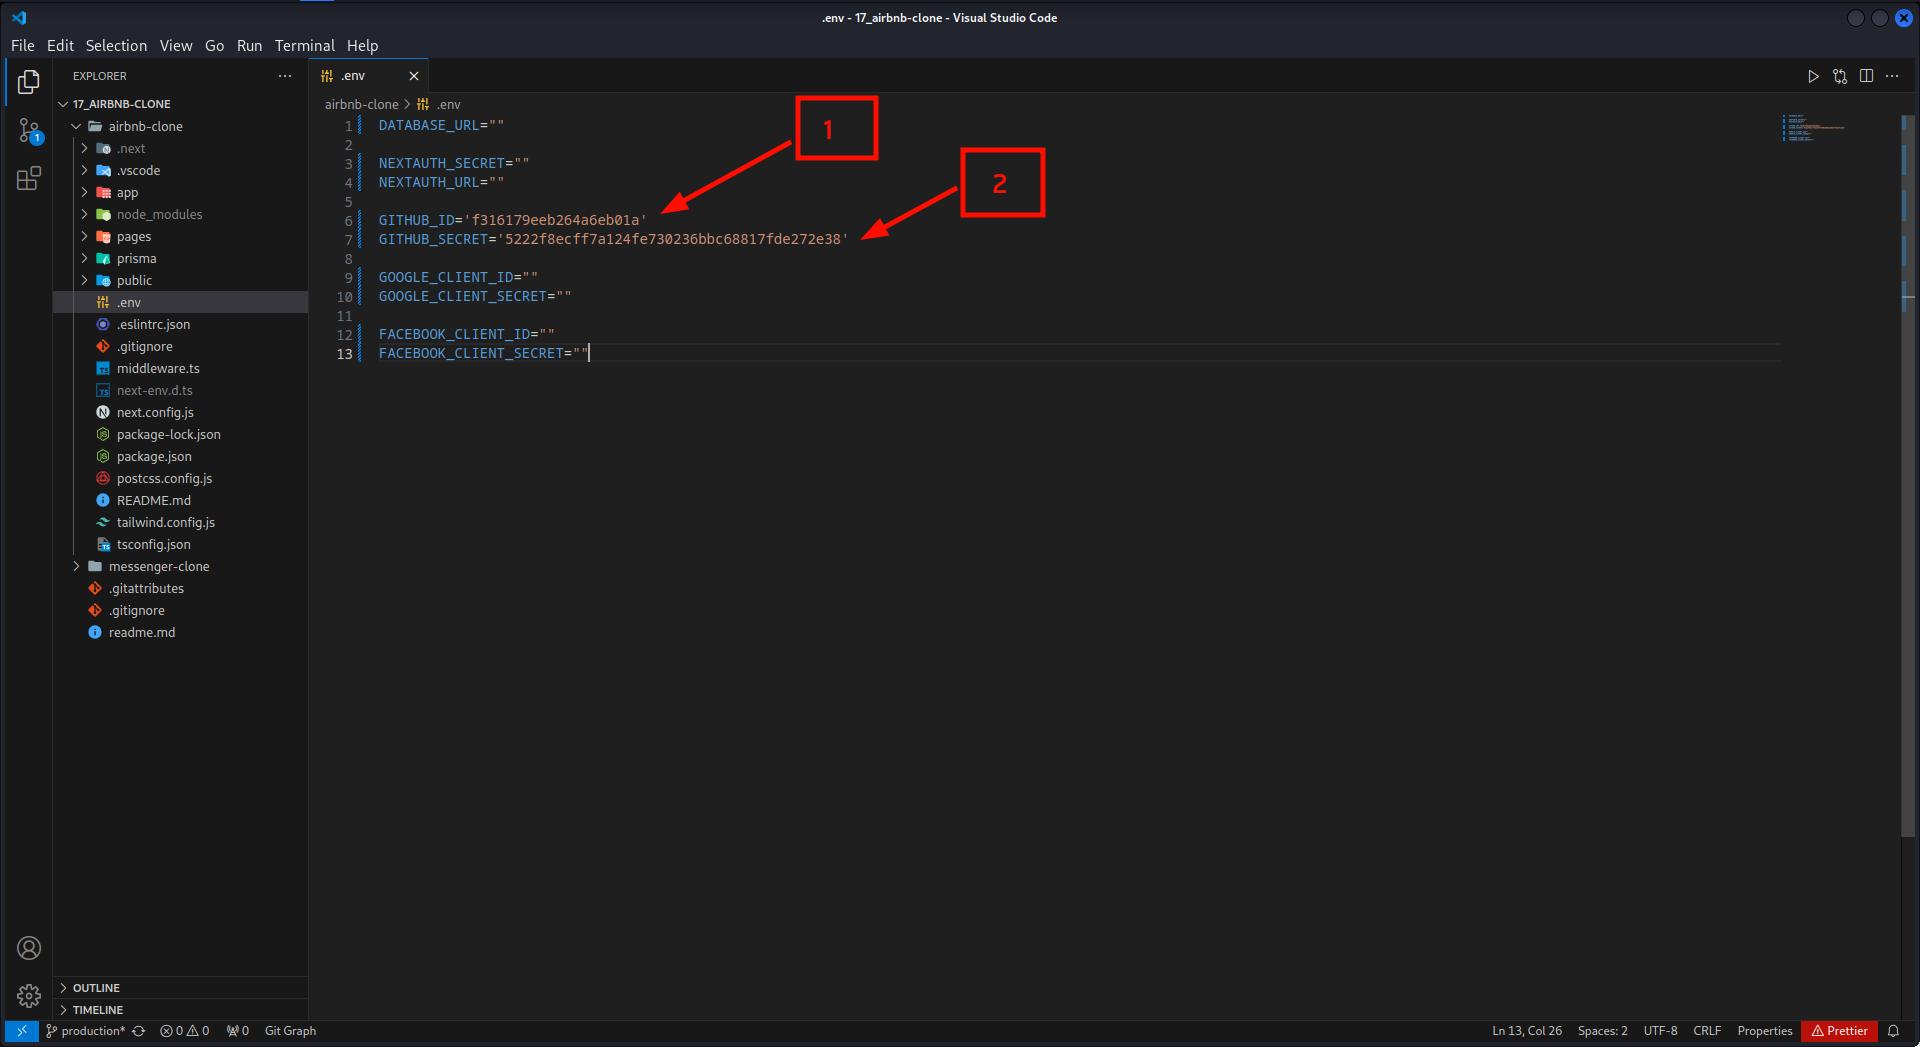 .env - 17_airbnb-clone - Visual Studio Code
File Edit Selection View Go Run Terminal Help
EXPLORER
17_AIRBNB-CLONE
airbnb-clone
.next
.vscode
app
node_modules
pages
prisma
public
.env
.eslintrc.json
.gitignore
middleware.ts
next-env.d.ts
next.config.js
package-lock.json
package.json
postcss.config.js
README.md
tailwind.config.js
tsconfig.json
messenger-clone
.gitattributes
.gitignore
readme.md
OUTLINE
TIMELINE
.env
airbnb-clone > .env
1 DATABASE_URL=""
2
3 NEXTAUTH_SECRET=""
4 NEXTAUTH_URL=""
5
6 GITHUB_ID='f316179eeb264a6eb01a'
7 GITHUB_SECRET='5222f8ecff7a124fe730236bbc68817fde272e38'
8
9 GOOGLE_CLIENT_ID=""
10 GOOGLE_CLIENT_SECRET=""
11
12 FACEBOOK_CLIENT_ID=""
13 FACEBOOK_CLIENT_SECRET=""
1
2
1
production* 0 0 0 Git Graph
Ln 13, Col 26 Spaces: 2 UTF-8 CRLF Properties Prettier